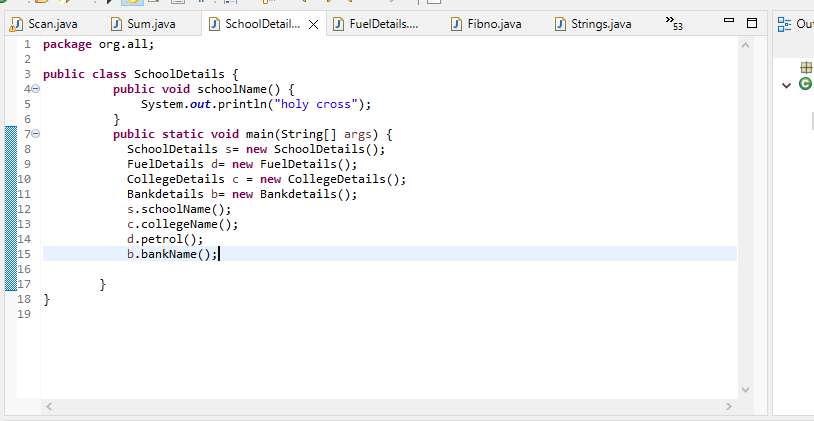 Scan.java Sum.java SchoolDetail... FuelDetails.... Fibno.java Strings.java »53 Out
1 package org.all;
2
3 public class SchoolDetails {
4 public void schoolName() {
5 System.out.println("holy cross");
6 }
7 public static void main(String[] args) {
8 SchoolDetails s= new SchoolDetails();
9 FuelDetails d= new FuelDetails();
10 CollegeDetails c = new CollegeDetails();
11 Bankdetails b= new Bankdetails();
12 s.schoolName();
13 c.collegeName();
14 d.petrol();
15 b.bankName();
16
17 }
18 }
19